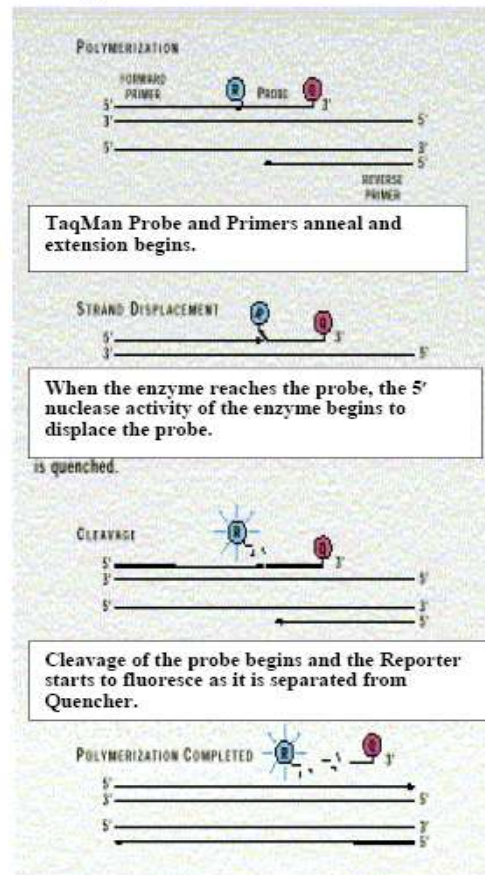 POLYMERIZATION
FORWARD PRIMER
R PROBE Q
5' 3'
3' 5'
5' 3'
5'
REVERSE PRIMER
TaqMan Probe and Primers anneal and
extension begins.
STRAND DISPLACEMENT
R Q
5' 3'
3' 5'
When the enzyme reaches the probe, the 5'
nuclease activity of the enzyme begins to
displace the probe.
is quenched.
CLEAVAGE
R Q
5' 3'
3' 5'
5' 3'
5'
Cleavage of the probe begins and the Reporter
starts to fluoresce as it is separated from
Quencher.
POLYMERIZATION COMPLETED R Q 3'
5'
3' 5'
5' 3'
5'